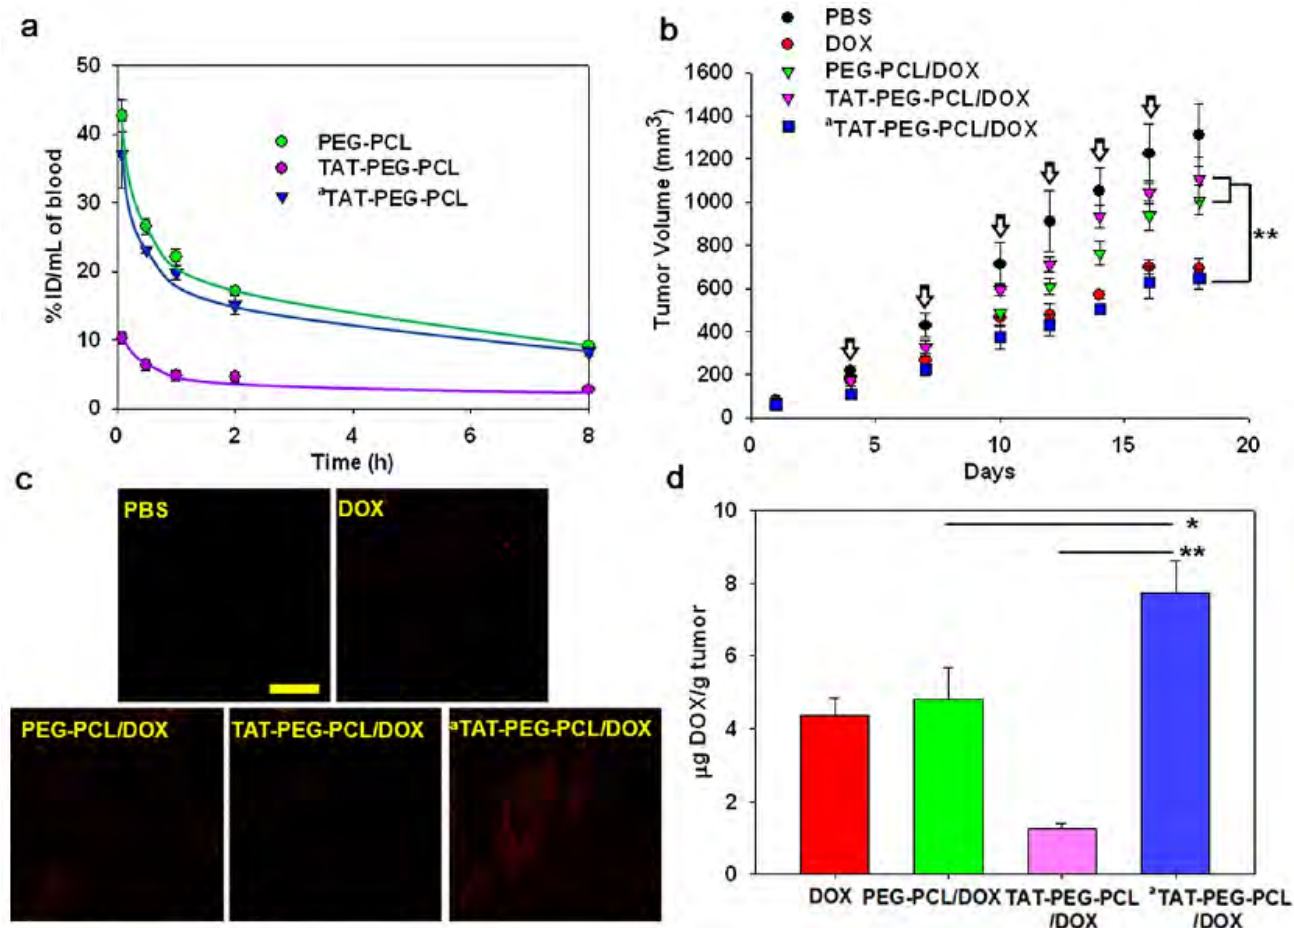 a
50
40
30
20
10
0
%ID/mL of blood
PEG-PCL
TAT-PEG-PCL
ᵃTAT-PEG-PCL
0 2 4 6 8
Time (h)
b
PBS
DOX
PEG-PCL/DOX
TAT-PEG-PCL/DOX
ᵃTAT-PEG-PCL/DOX
1600
1400
1200
1000
800
600
400
200
0
Tumor Volume (mm³)
**
0 5 10 15 20
Days
c
PBS
DOX
PEG-PCL/DOX
TAT-PEG-PCL/DOX
ᵃTAT-PEG-PCL/DOX
d
10
8
6
4
2
0
µg DOX/g tumor
*
**
DOX PEG-PCL/DOX TAT-PEG-PCL ᵃTAT-PEG-PCL
/DOX /DOX